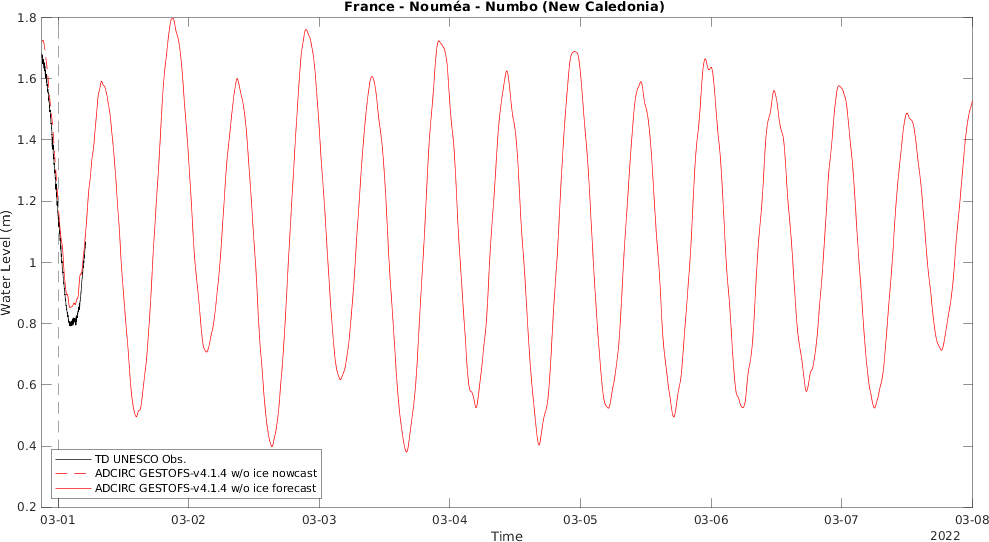 France - Nouméa - Numbo (New Caledonia)
1.8
1.6
1.4
1.2
1
0.8
0.6
0.4
0.2
Water Level (m)
TD UNESCO Obs.
ADCIRC GESTOFS-v4.1.4 w/o ice nowcast
ADCIRC GESTOFS-v4.1.4 w/o ice forecast
03-01 03-02 03-03 03-04 03-05 03-06 03-07 03-08
Time
2022